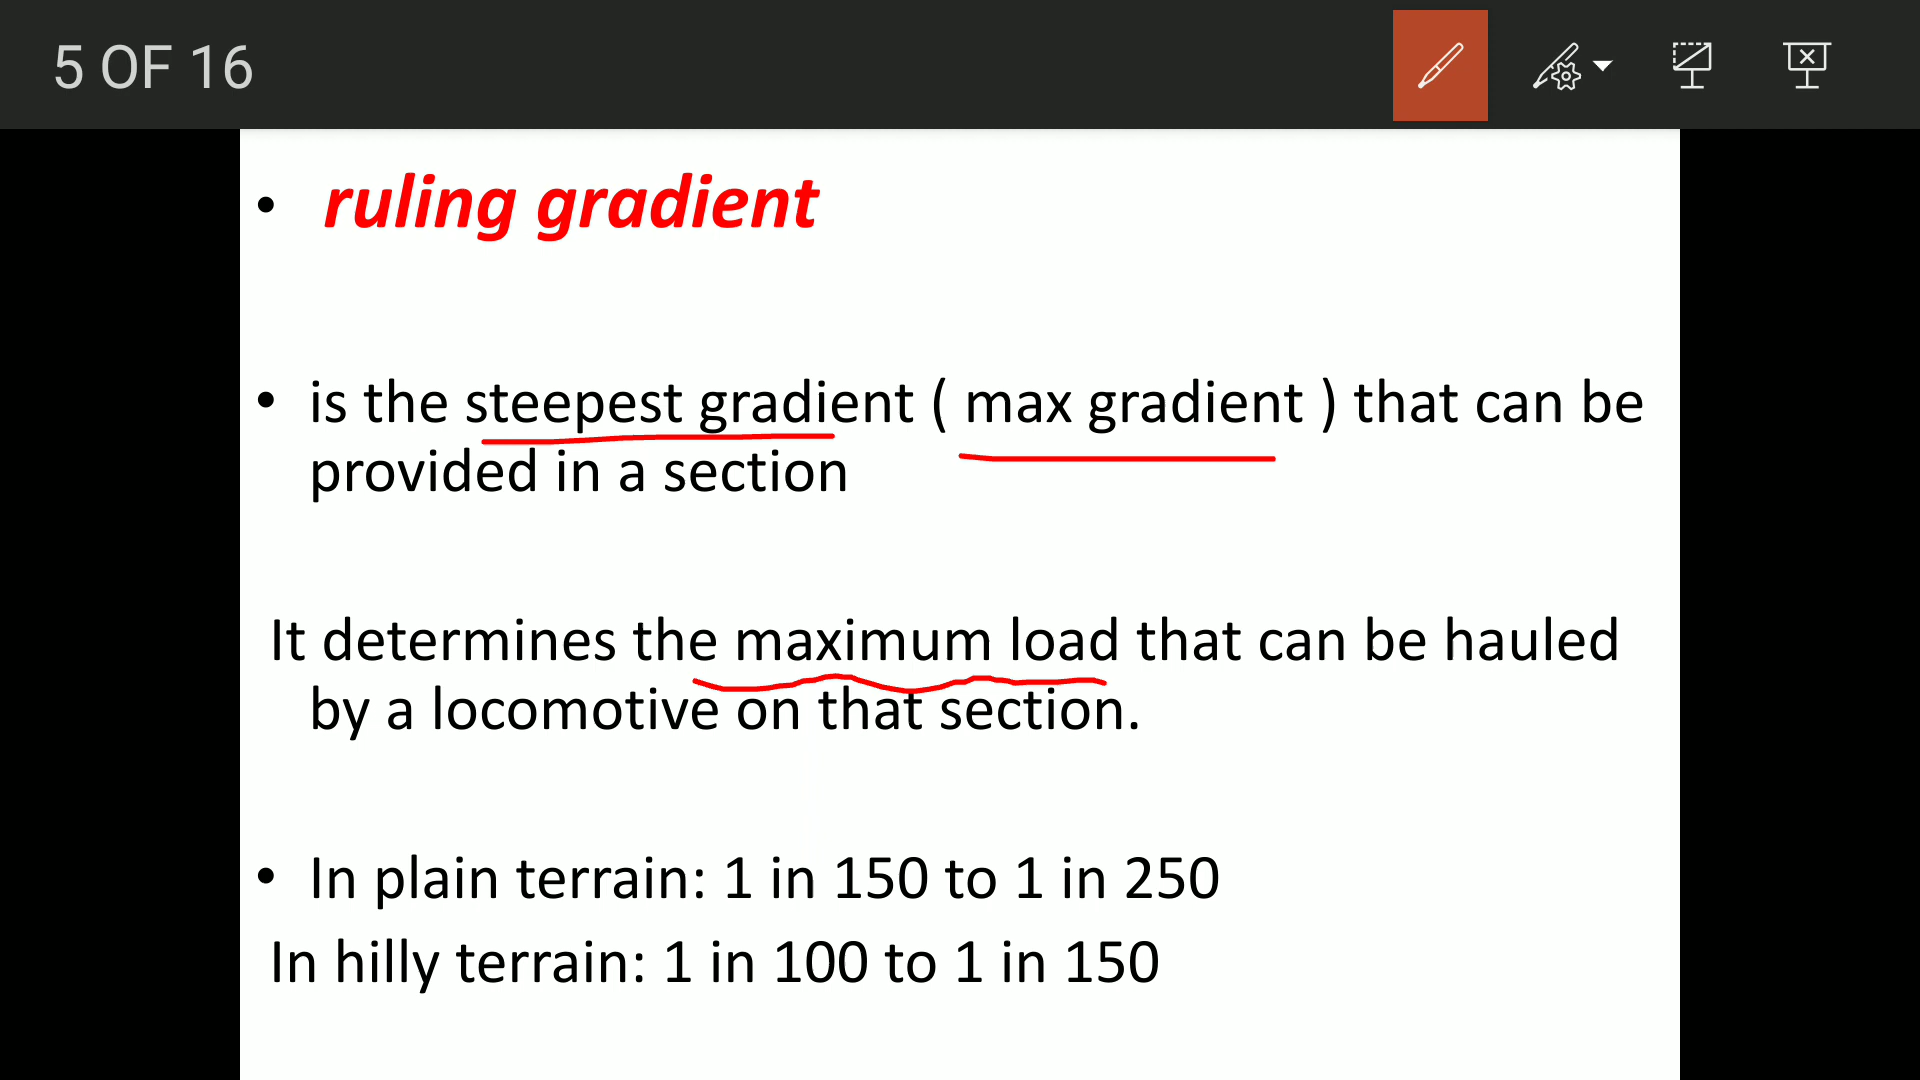 5 OF 16
• ruling gradient
• is the steepest gradient ( max gradient ) that can be
provided in a section
It determines the maximum load that can be hauled
by a locomotive on that section.
• In plain terrain: 1 in 150 to 1 in 250
In hilly terrain: 1 in 100 to 1 in 150